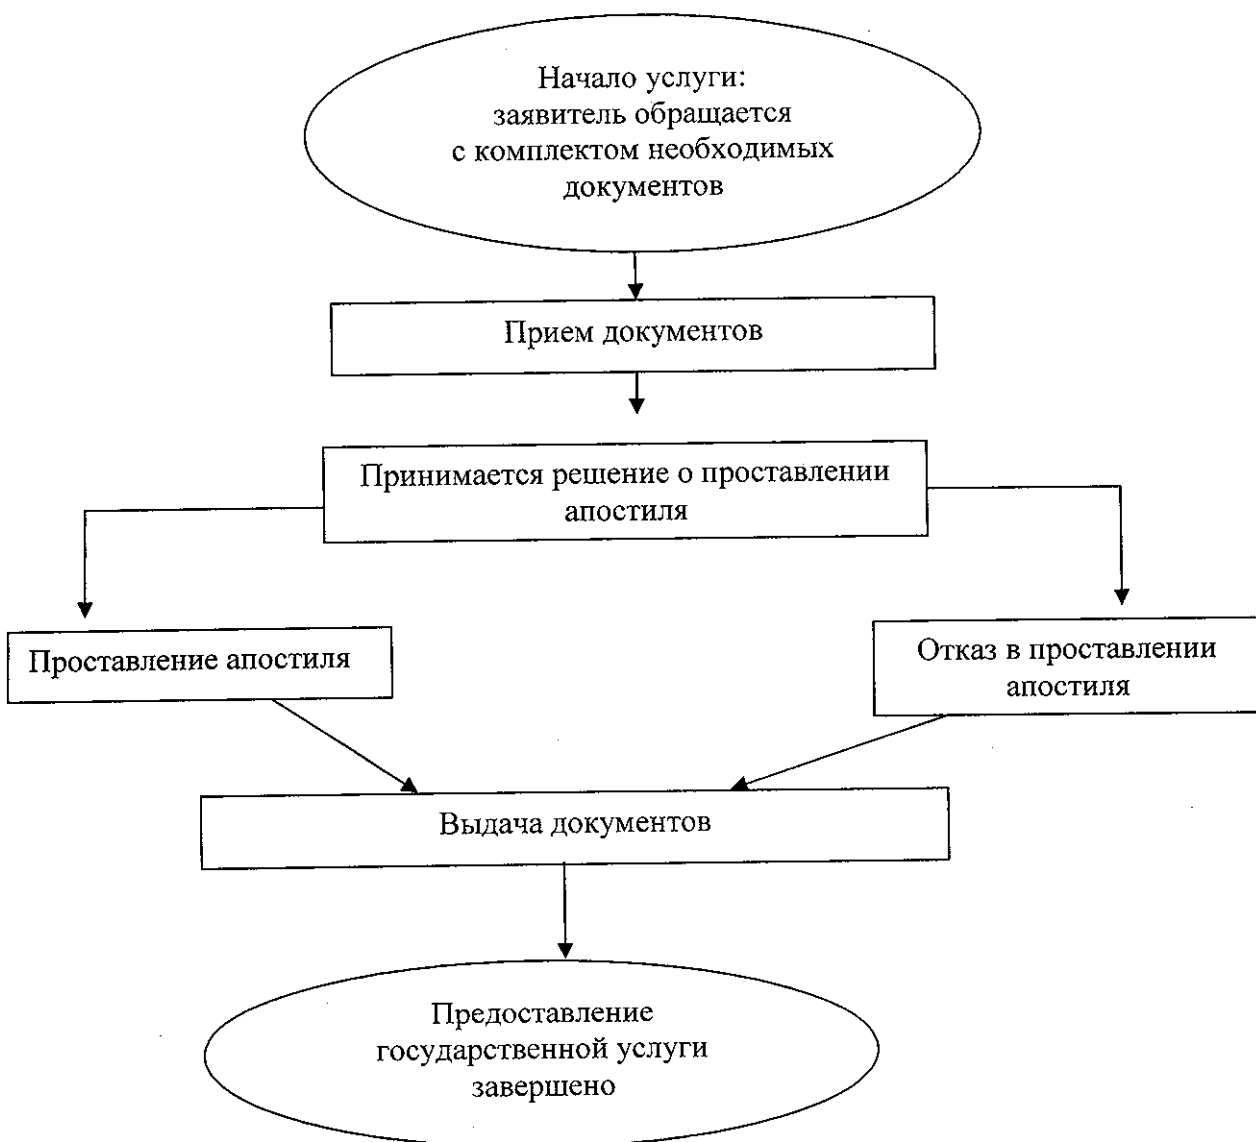 Начало услуги:
заявитель обращается
с комплектом необходимых
документов
Прием документов
Принимается решение о проставлении
апостиля
Проставление апостиля
Отказ в проставлении
апостиля
Выдача документов
Предоставление
государственной услуги
завершено